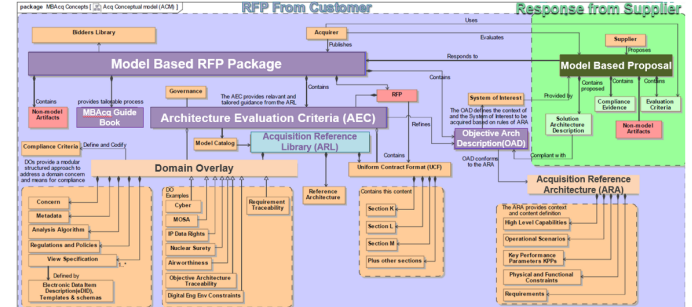 package MBAcq Concepts [ Acq Conceptual model (ACM) ]
RFP From Customer
Response from Supplier
Bidders Library
Acquirer
Uses
Evaluates
Supplier
Publishes
Proposes
Model Based RFP Package
Responds to
Model Based Proposal
Contains
Non-model
Artifacts
provides tailorable process
MBAcq Guide
Book
Governance
The AEC provides relevant and
tailored guidance from the ARL
Contains
RFP
Contains
System of Interest
Provided by
Contains
proposed
Contains
Contains
Compliance
Evidence
Evaluation
Criteria
Architecture Evaluation Criteria (AEC)
The OAD defines the context of
and the System of Interest to be
acquired based on rules of ARA
Solution
Architecture
Description
Non-model
Artifacts
Compliance Criteria
Define and Codify
Model Catalog
Acquisition Reference
Library (ARL)
Refines
Objective Arch
Description(OAD)
Compliant with
DOs provide a modular
structured approach to
address a domain concern
and means for compliance
Contains
OAD conforms
to the ARA
Domain Overlay
Uniform Contract Format (UCF)
Acquisition Reference
Architecture (ARA)
DO
Examples
Requirement
Traceability
Reference
Architecture
Contains this content
The ARA provides context
and content definition
Concern
Metadata
Analysis Algorithm
Regulations and Policies
View Specification
1..*
Defined by
Electronic Data Item
Description(eDID),
Templates & schemas
Cyber
MOSA
IP Data Rights
Nuclear Surety
Airworthiness
Objective Architecture
Traceability
Digital Eng Env Constraints
Section K
Section L
Section M
Plus other sections
High Level Capabilities
Operational Scenarios
Key Performance
Parameters KPPs
Physical and Functional
Constraints
Requirements